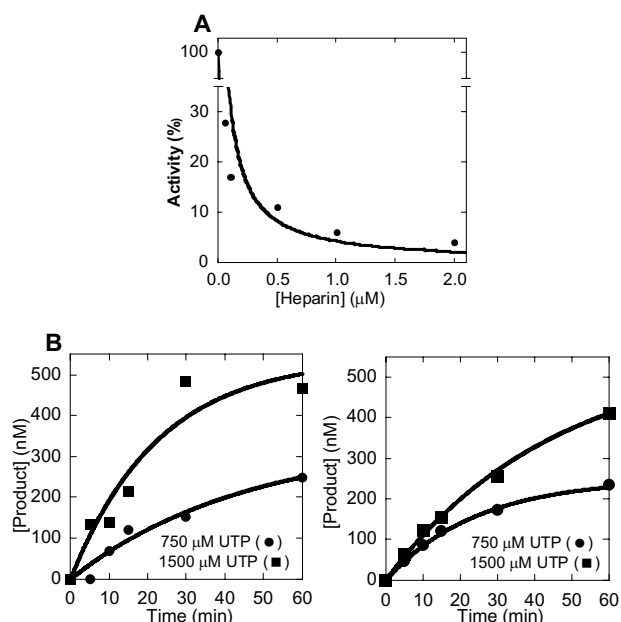 A
100
30
20
10
0
Activity (%)
0.0 0.5 1.0 1.5 2.0
[Heparin] (μM)
B
500
400
300
200
100
0
[Product] (nM)
750 μM UTP ( ● )
1500 μM UTP ( ■ )
0 10 20 30 40 50 60
Time (min)
500
400
300
200
100
0
[Product] (nM)
750 μM UTP ( ● )
1500 μM UTP ( ■ )
0 10 20 30 40 50 60
Time (min)